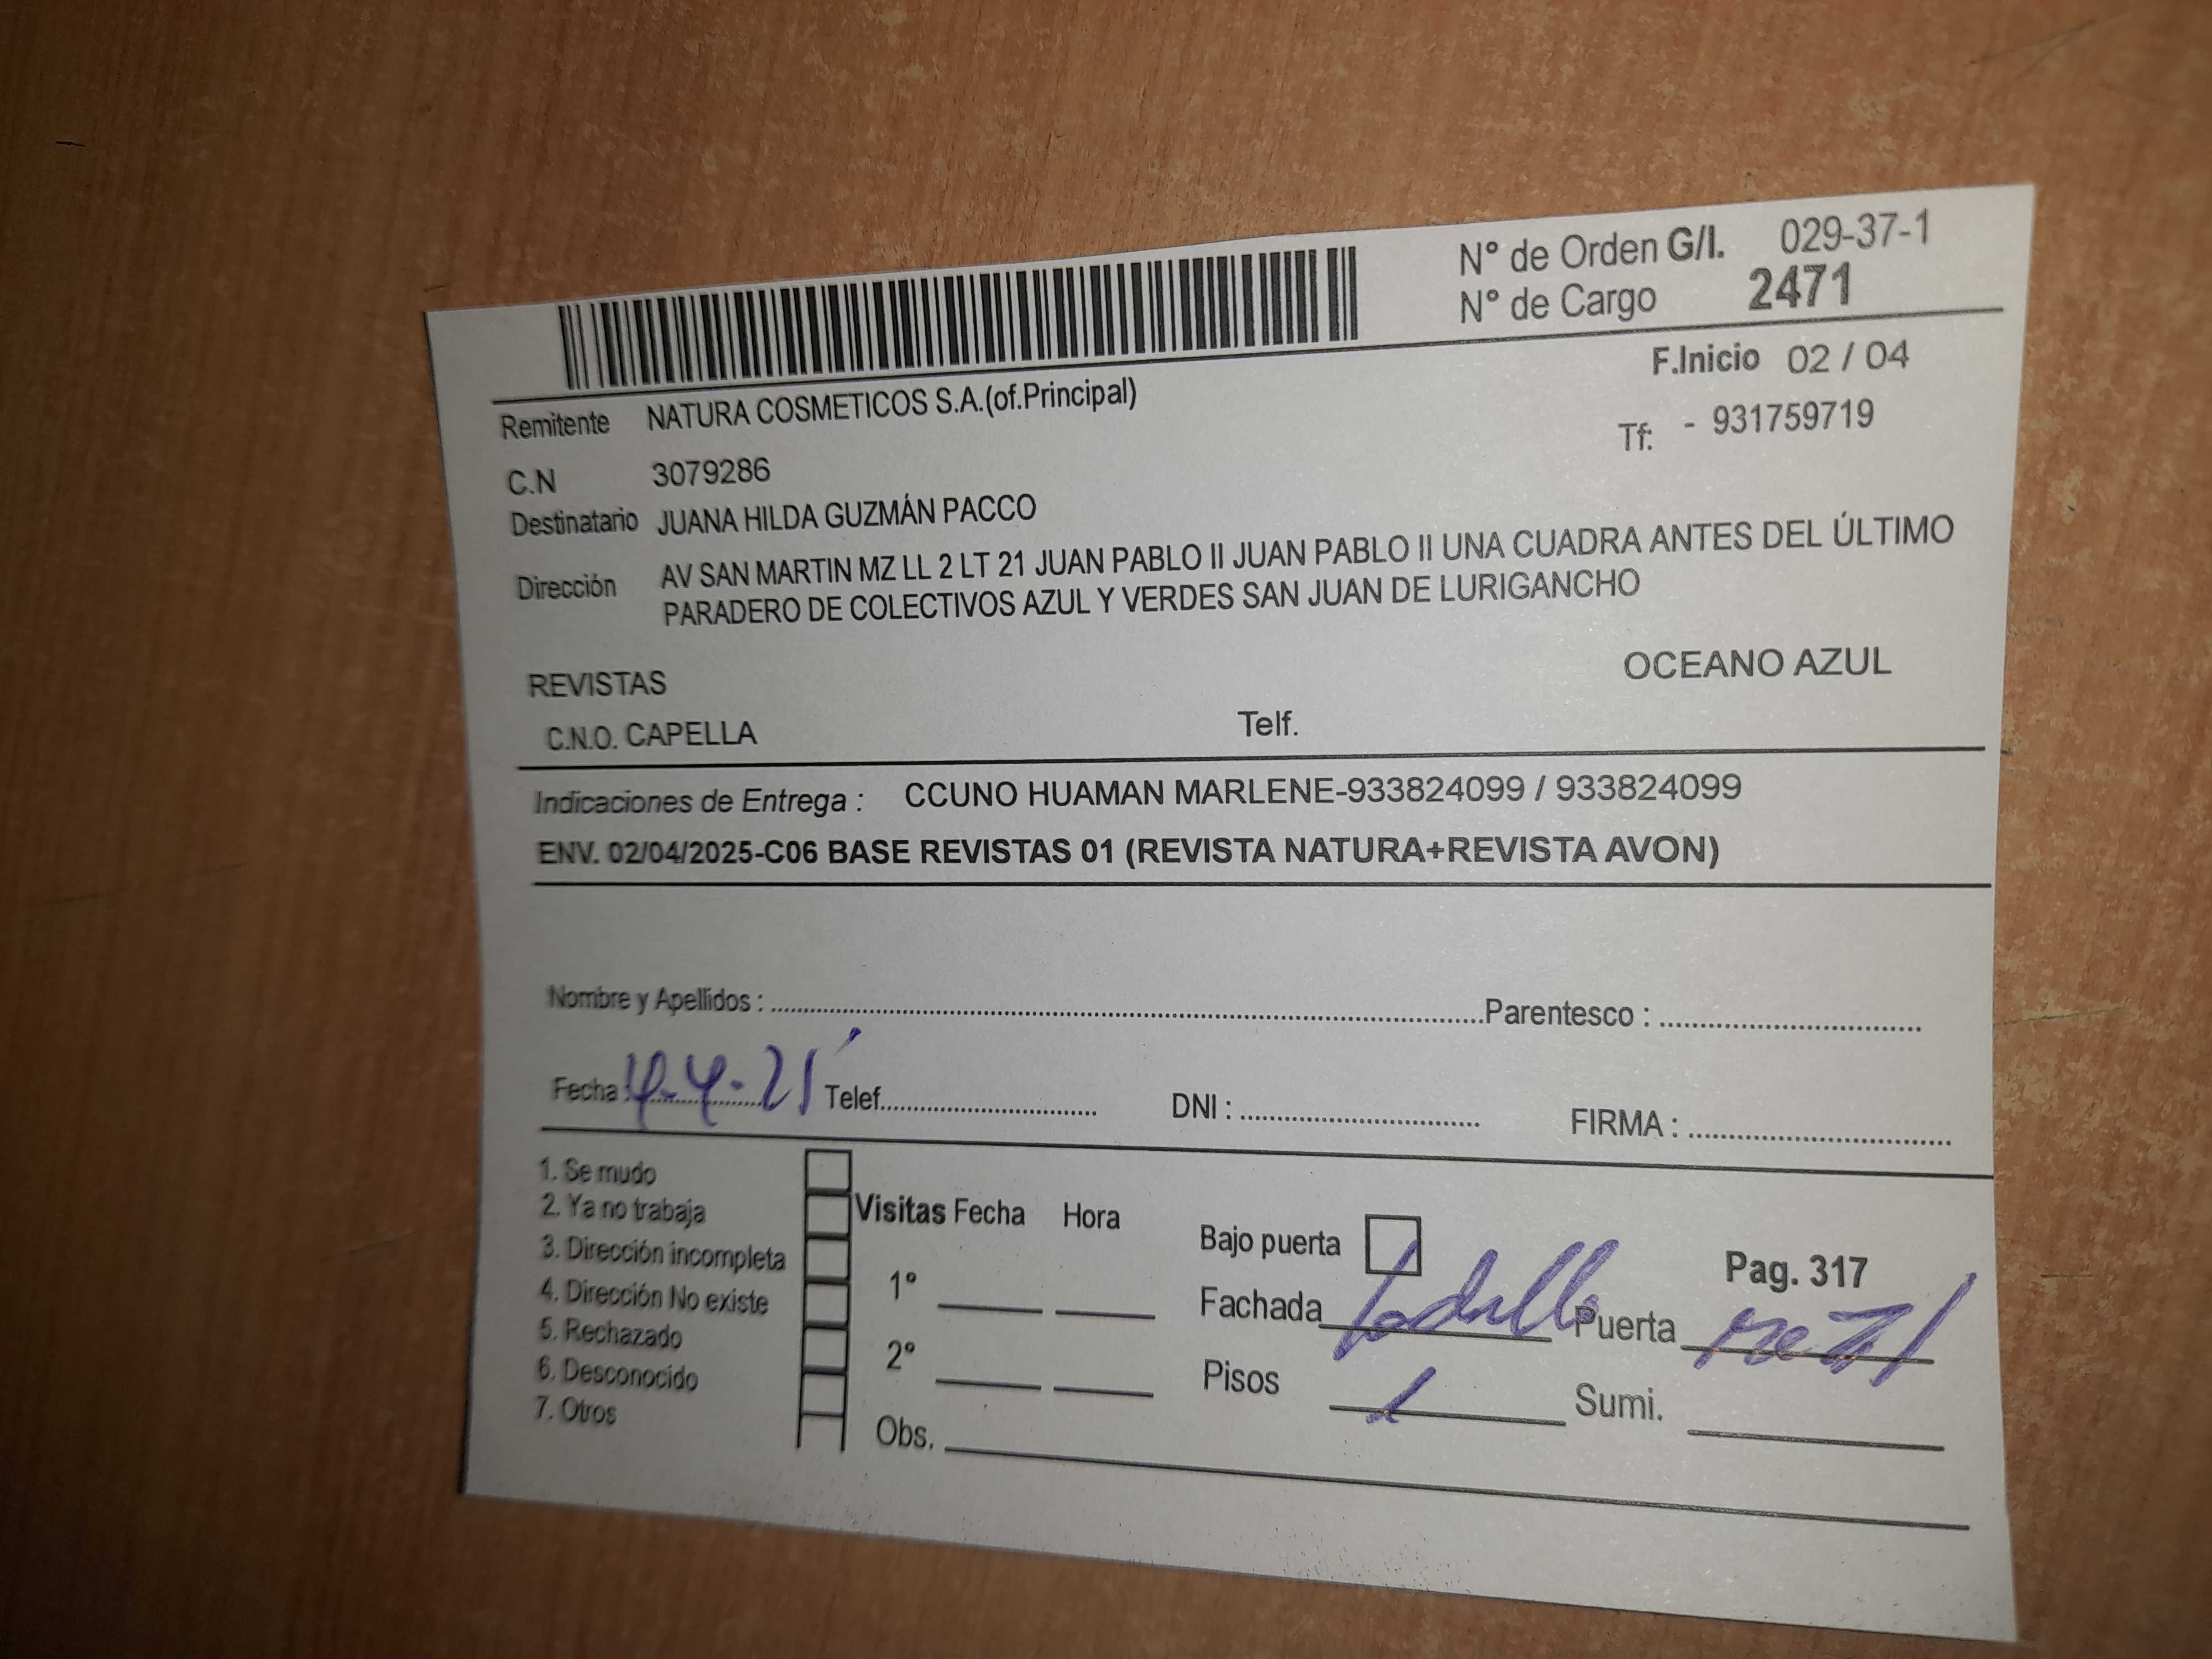 N° de Orden G/I. 029-37-1
N° de Cargo 2471
F.Inicio 02 / 04
Remitente NATURA COSMETICOS S.A.(of.Principal)
Tf: - 931759719
C.N 3079286
Destinatario JUANA HILDA GUZMÁN PACCO
Dirección AV SAN MARTIN MZ LL 2 LT 21 JUAN PABLO II JUAN PABLO II UNA CUADRA ANTES DEL ÚLTIMO
PARADERO DE COLECTIVOS AZUL Y VERDES SAN JUAN DE LURIGANCHO
REVISTAS OCEANO AZUL
C.N.O. CAPELLA Telf.
Indicaciones de Entrega : CCUNO HUAMAN MARLENE-933824099 / 933824099
ENV. 02/04/2025-C06 BASE REVISTAS 01 (REVISTA NATURA+REVISTA AVON)
Nombre y Apellidos : Parentesco :
Fecha : 4-4-25 Telef. DNI : FIRMA :
1. Se mudo
2. Ya no trabaja
3. Dirección incompleta
4. Dirección No existe
5. Rechazado
6. Desconocido
7. Otros
Visitas Fecha Hora
1°
2°
Obs.
Bajo puerta Pag. 317
Fachada ladrillo Puerta metal
Pisos 1 Sumi.